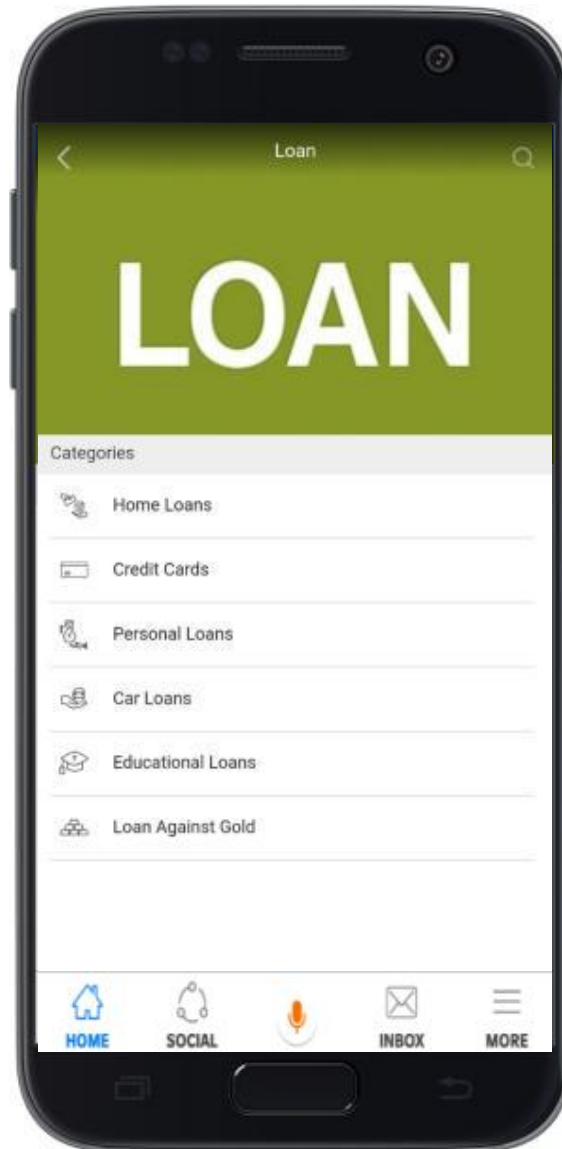 Loan
LOAN
Categories
Home Loans
Credit Cards
Personal Loans
Car Loans
Educational Loans
Loan Against Gold
HOME SOCIAL INBOX MORE